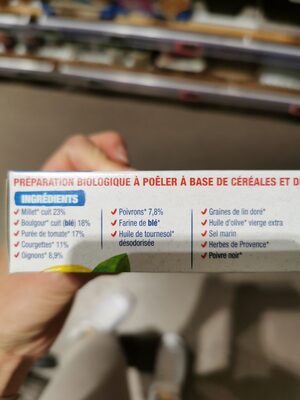 PRÉPARATION BIOLOGIQUE À POÊLER À BASE DE CÉRÉALES ET D
INGRÉDIENTS
✓ Millet* cuit 23%
✓ Boulgour* cuit (blé) 18%
✓ Purée de tomate* 17%
✓ Courgettes* 11%
✓ Oignons* 8,9%
✓ Poivrons* 7,8%
✓ Farine de blé*
✓ Huile de tournesol*
désodorisée
✓ Graines de lin doré*
✓ Huile d'olive* vierge extra
✓ Sel marin
✓ Herbes de Provence*
✓ Poivre noir*